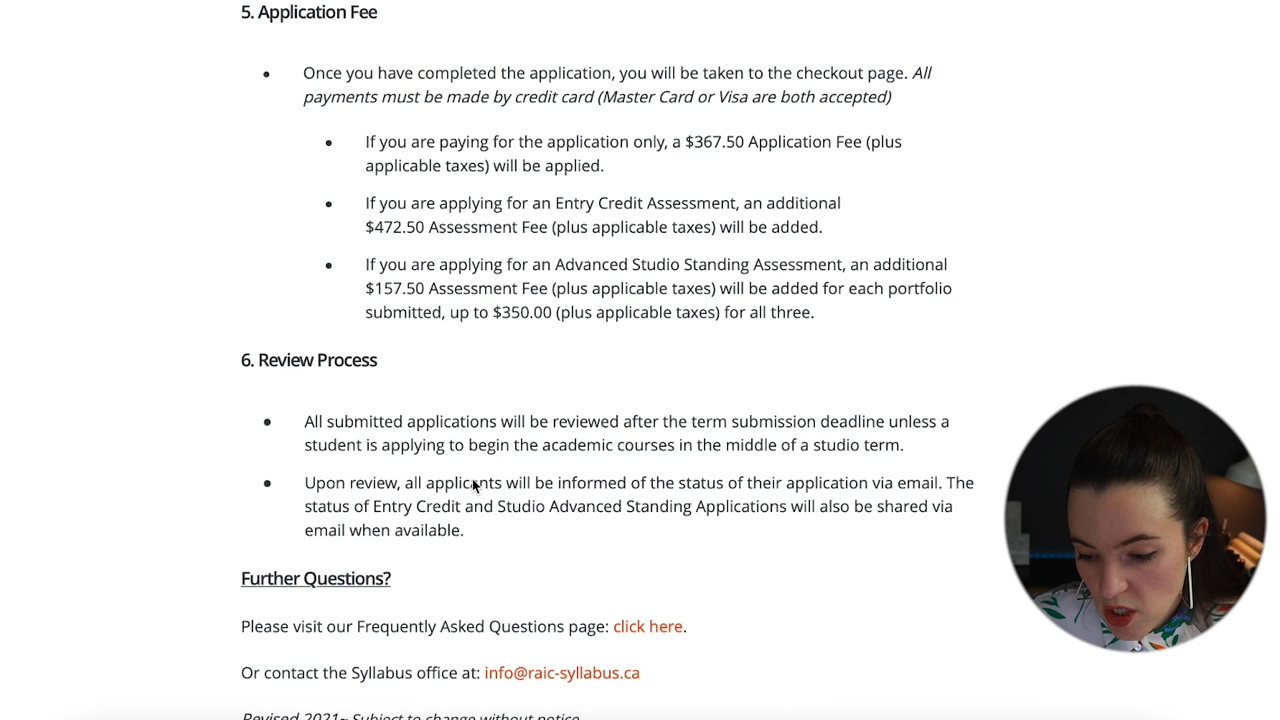 5. Application Fee
Once you have completed the application, you will be taken to the checkout page. All
payments must be made by credit card (Master Card or Visa are both accepted)
If you are paying for the application only, a $367.50 Application Fee (plus
applicable taxes) will be applied.
If you are applying for an Entry Credit Assessment, an additional
$472.50 Assessment Fee (plus applicable taxes) will be added.
If you are applying for an Advanced Studio Standing Assessment, an additional
$157.50 Assessment Fee (plus applicable taxes) will be added for each portfolio
submitted, up to $350.00 (plus applicable taxes) for all three.
6. Review Process
All submitted applications will be reviewed after the term submission deadline unless a
student is applying to begin the academic courses in the middle of a studio term.
Upon review, all applicants will be informed of the status of their application via email. The
status of Entry Credit and Studio Advanced Standing Applications will also be shared via
email when available.
Further Questions?
Please visit our Frequently Asked Questions page: click here.
Or contact the Syllabus office at: info@raic-syllabus.ca
Revised 2021~ Subject to change without notice